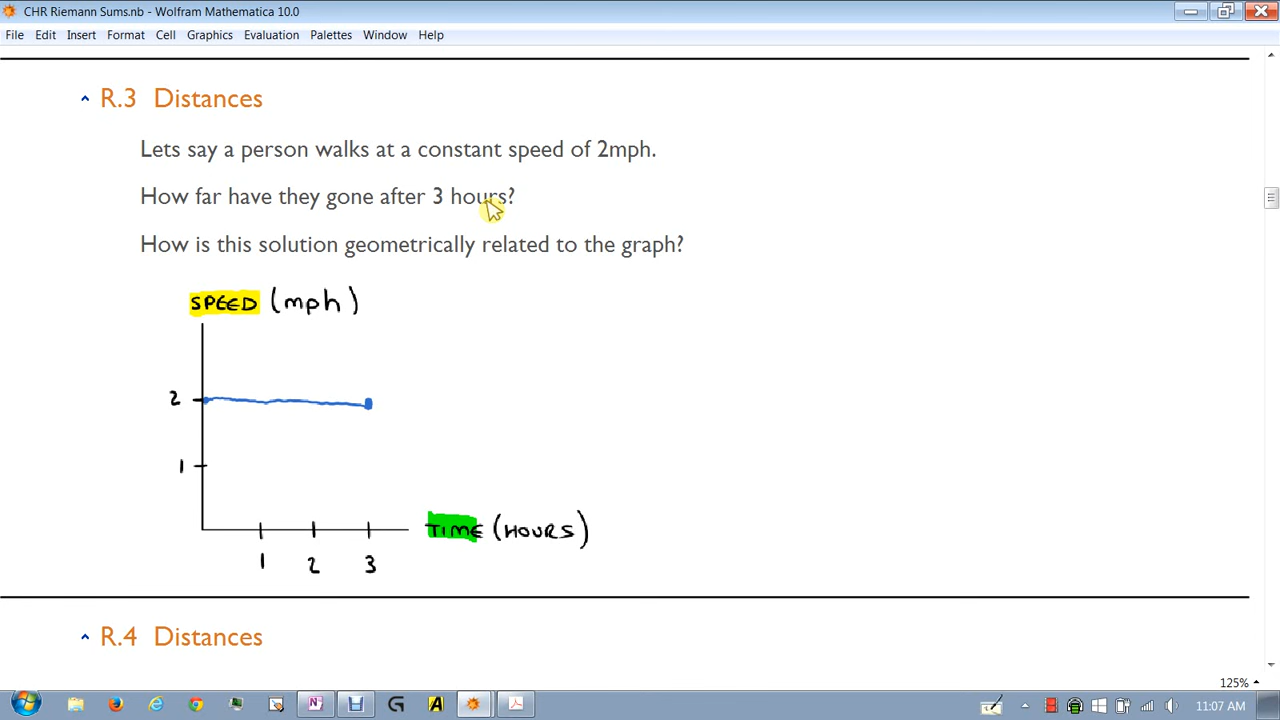 CHR Riemann Sums.nb - Wolfram Mathematica 10.0
File Edit Insert Format Cell Graphics Evaluation Palettes Window Help
R.3 Distances
Lets say a person walks at a constant speed of 2mph.
How far have they gone after 3 hours?
How is this solution geometrically related to the graph?
SPEED (mph)
2
1
TIME (HOURS)
1 2 3
R.4 Distances
125%
11:07 AM